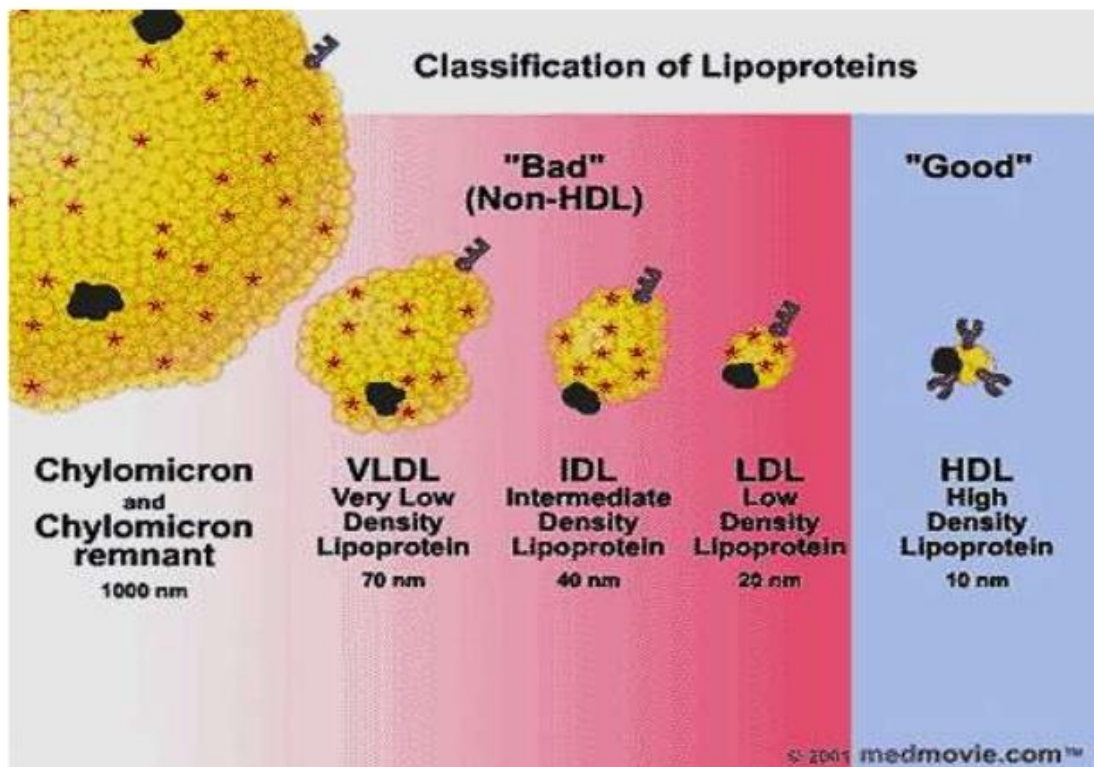 Classification of Lipoproteins
"Bad"
(Non-HDL)
"Good"
Chylomicron
and
Chylomicron
remnant
1000 nm
VLDL
Very Low
Density
Lipoprotein
70 nm
IDL
Intermediate
Density
Lipoprotein
40 nm
LDL
Low
Density
Lipoprotein
20 nm
HDL
High
Density
Lipoprotein
10 nm
© 2001 medmovie.com™